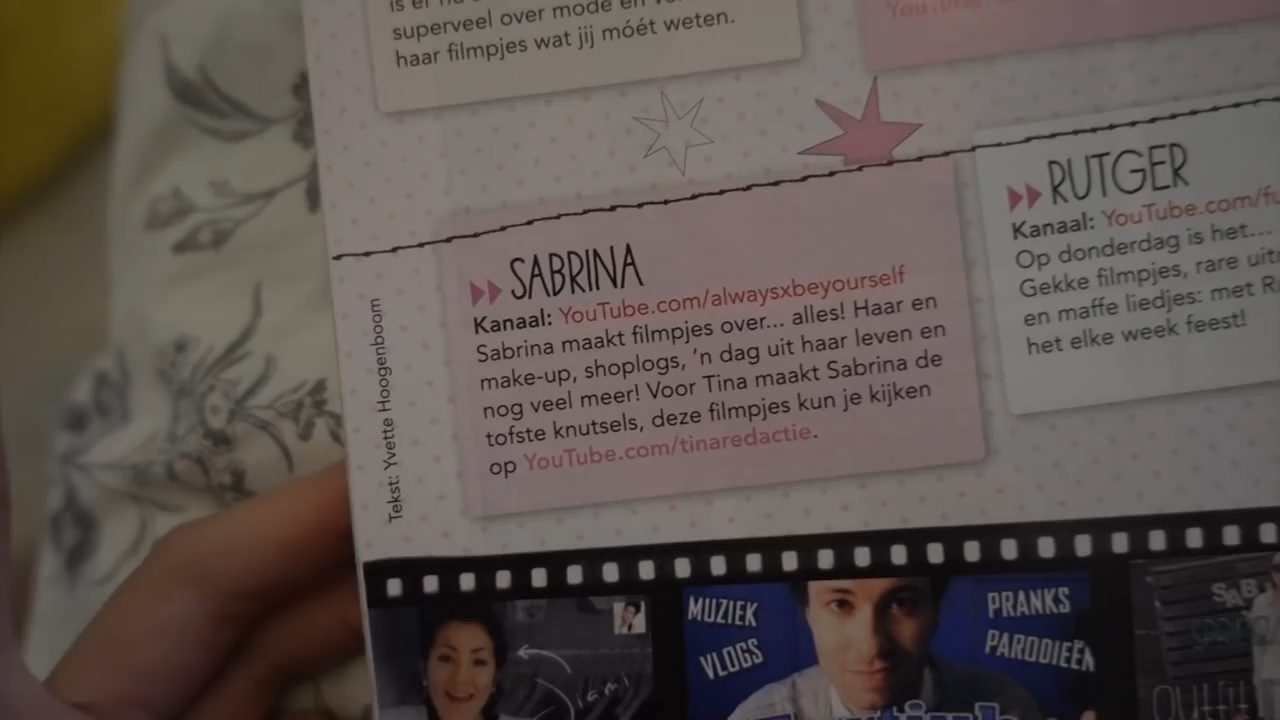 superveel over mode en
haar filmpjes wat jij móét weten.
SABRINA
Kanaal: YouTube.com/alwaysxbeyourself
Sabrina maakt filmpjes over... alles! Haar en
make-up, shoplogs, ’n dag uit haar leven en
nog veel meer! Voor Tina maakt Sabrina de
tofste knutsels, deze filmpjes kun je kijken
op YouTube.com/tinaredactie.
RUTGER
Kanaal: YouTube.com/fu
Op donderdag is het...
Gekke filmpjes, rare uit
en maffe liedjes: met R
het elke week feest!
Tekst: Yvette Hoogenboom
MUZIEK
VLOGS
PRANKS
PARODIEËN